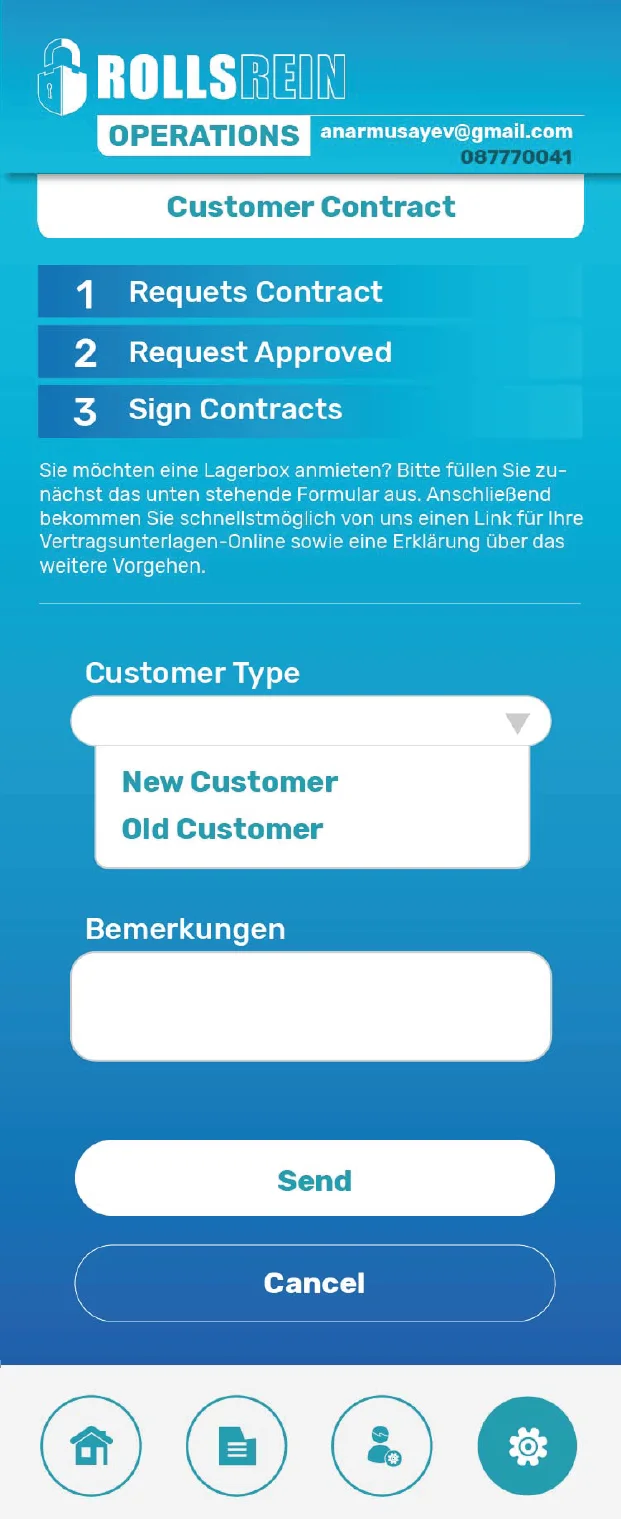 ROLLSREIN
OPERATIONS anarmusayev@gmail.com
087770041
Customer Contract
1 Requets Contract
2 Request Approved
3 Sign Contracts
Sie möchten eine Lagerbox anmieten? Bitte füllen Sie zu-
nächst das unten stehende Formular aus. Anschließend
bekommen Sie schnellstmöglich von uns einen Link für Ihre
Vertragsunterlagen-Online sowie eine Erklärung über das
weitere Vorgehen.
Customer Type
New Customer
Old Customer
Bemerkungen
Send
Cancel